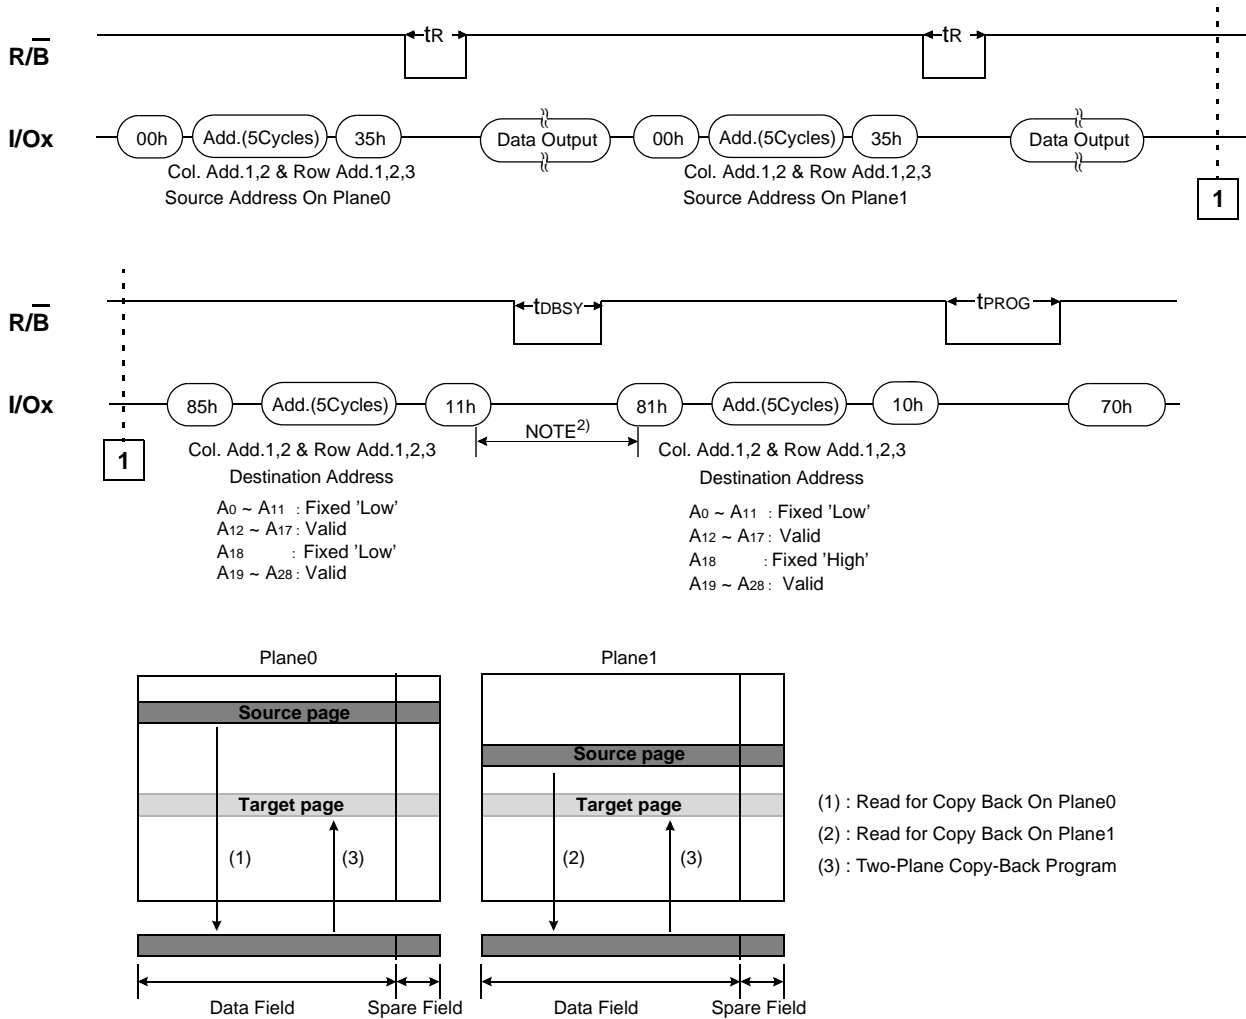 tR tR
R/B
I/Ox 00h Add.(5Cycles) 35h Data Output 00h Add.(5Cycles) 35h Data Output
Col. Add.1,2 & Row Add.1,2,3 Col. Add.1,2 & Row Add.1,2,3
Source Address On Plane0 Source Address On Plane1
1
tDBSY tPROG
R/B
I/Ox 85h Add.(5Cycles) 11h 81h Add.(5Cycles) 10h 70h
NOTE2)
1
Col. Add.1,2 & Row Add.1,2,3
Destination Address
A0 ~ A11 : Fixed 'Low'
A12 ~ A17 : Valid
A18 : Fixed 'Low'
A19 ~ A28 : Valid
Col. Add.1,2 & Row Add.1,2,3
Destination Address
A0 ~ A11 : Fixed 'Low'
A12 ~ A17 : Valid
A18 : Fixed 'High'
A19 ~ A28 : Valid
Plane0 Plane1
Source page
Source page
Target page Target page
(1) (3) (2) (3)
(1) : Read for Copy Back On Plane0
(2) : Read for Copy Back On Plane1
(3) : Two-Plane Copy-Back Program
Data Field Spare Field Data Field Spare Field